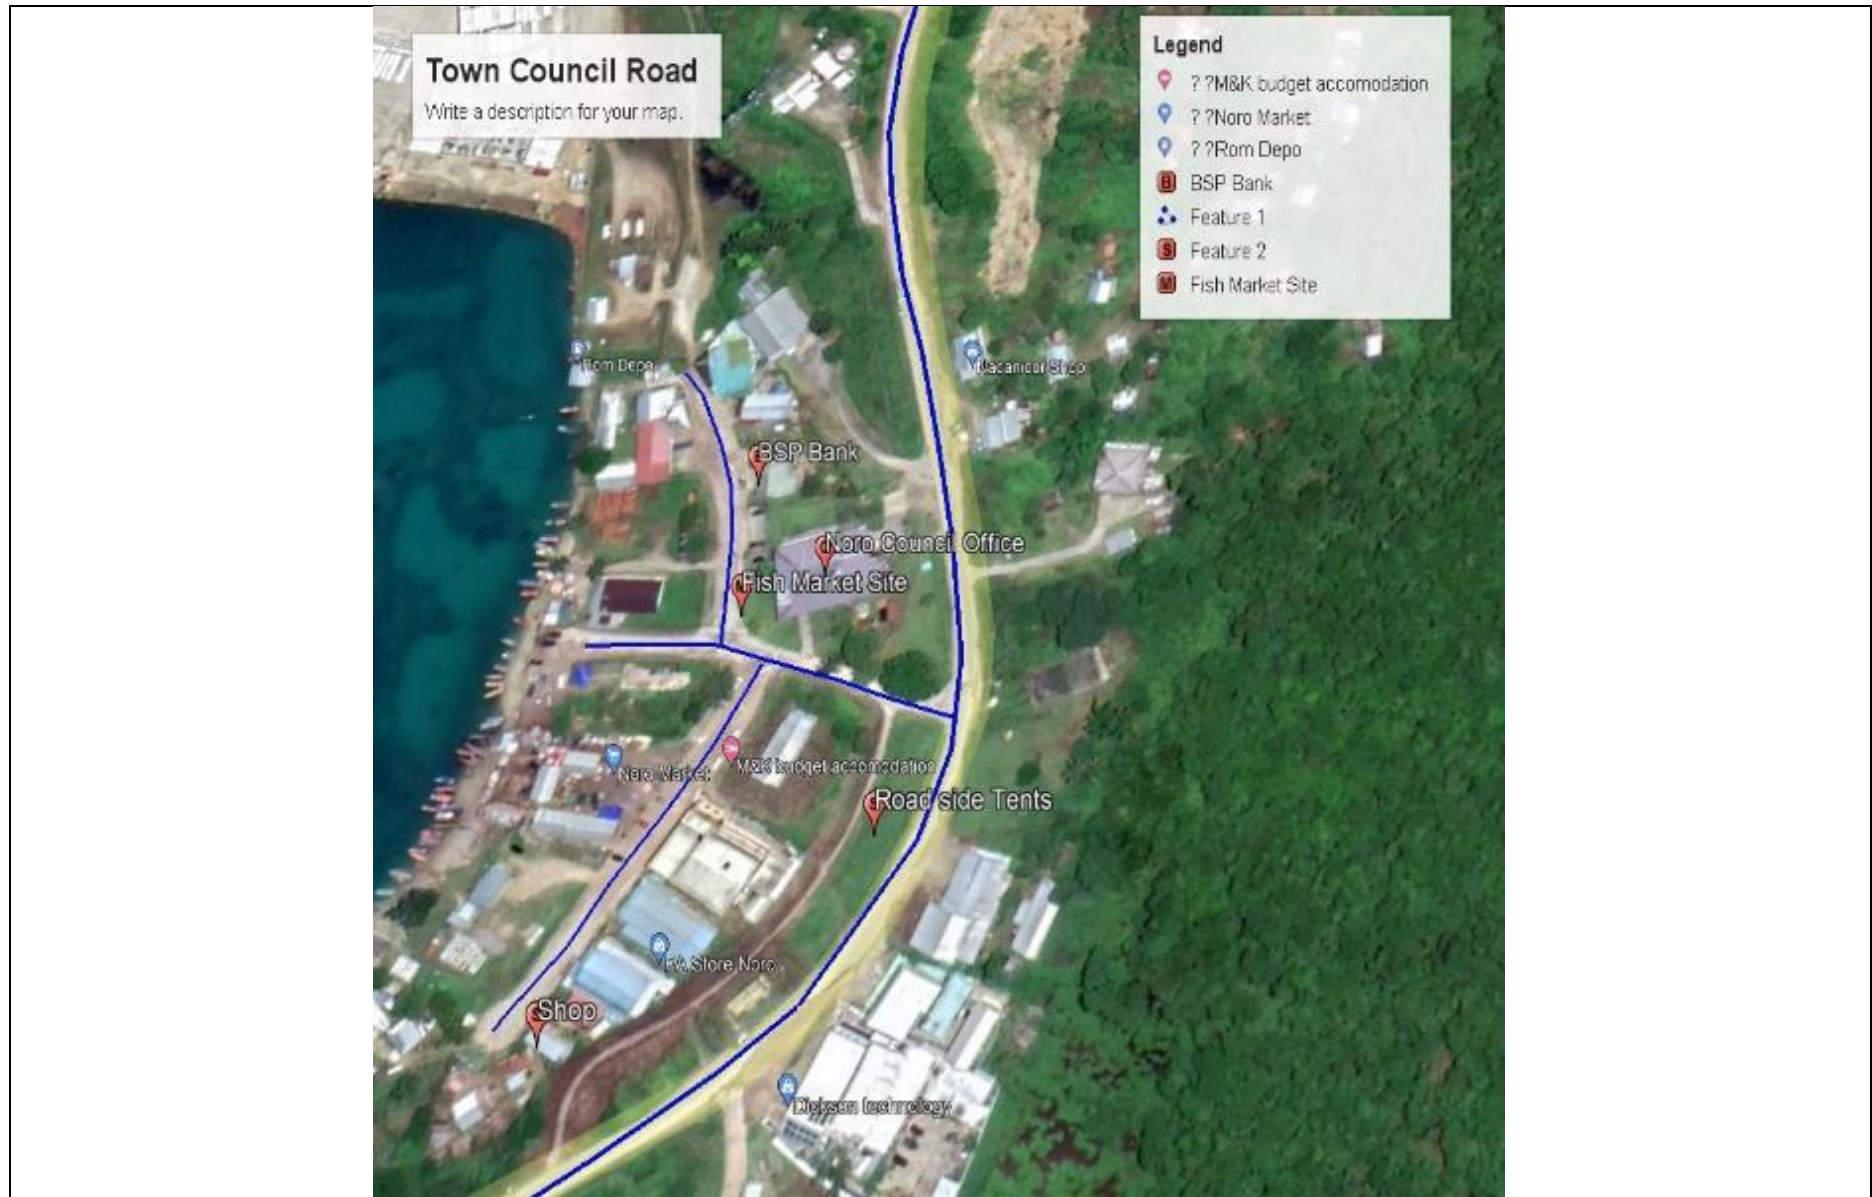 Town Council Road
Write a description for your map.
Legend
? ?M&K budget accomodation
? ?Noro Market
? ?Rom Depo
B BSP Bank
Feature 1
S Feature 2
M Fish Market Site
Rom Depo
BSP Bank
Noro Council Office
Fish Market Site
Noro Market
M&K budget accomodation
Road side Tents
Store Noro
Shop
Dickson technology